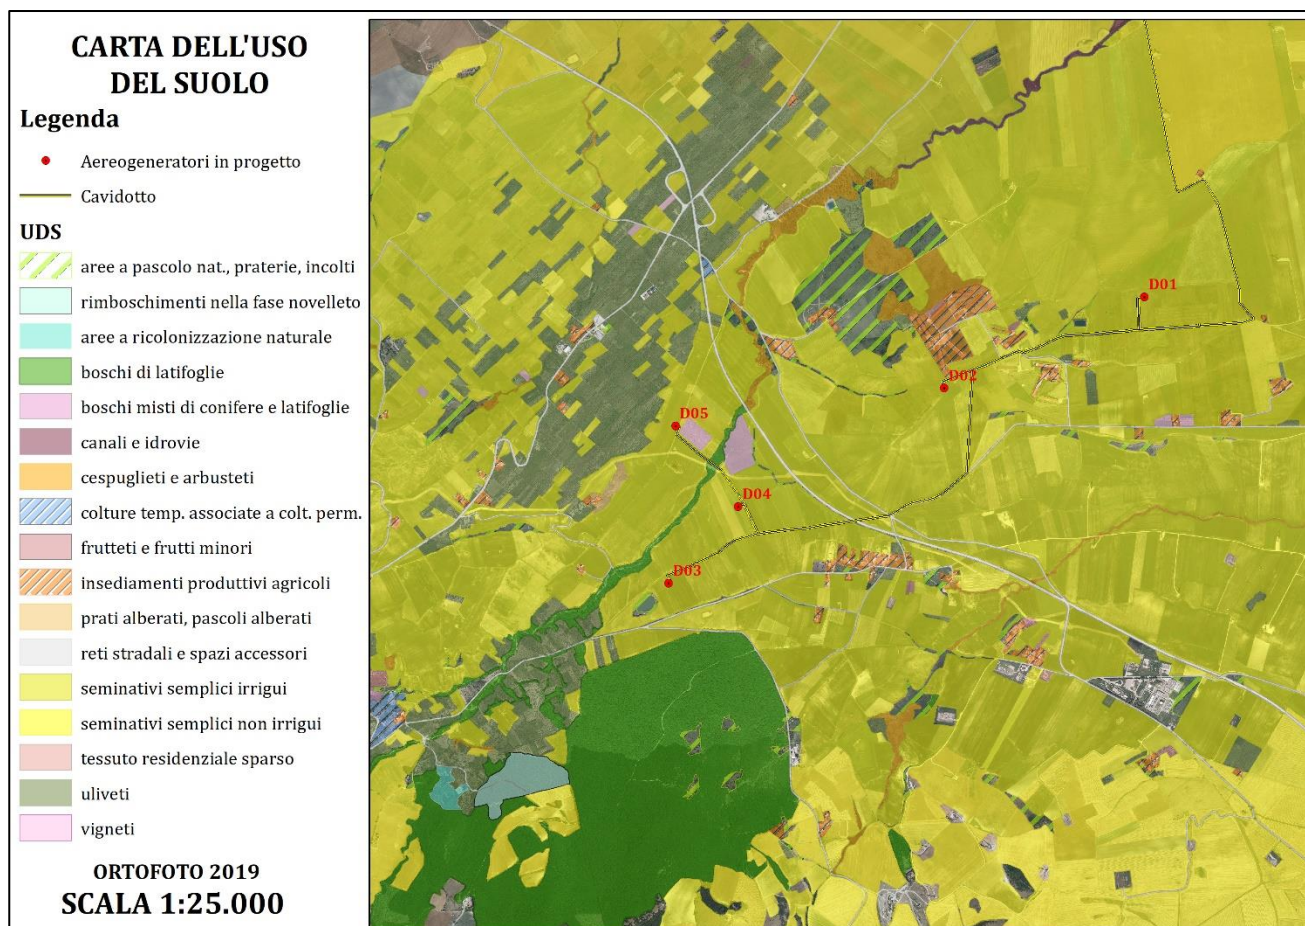 CARTA DELL'USO
DEL SUOLO
Legenda
Aereogeneratori in progetto
Cavidotto
UDS
aree a pascolo nat., praterie, incolti
rimboschimenti nella fase novelleto
aree a ricolonizzazione naturale
boschi di latifoglie
boschi misti di conifere e latifoglie
canali e idrovie
cespuglieti e arbusteti
colture temp. associate a colt. perm.
frutteti e frutti minori
insediamenti produttivi agricoli
prati alberati, pascoli alberati
reti stradali e spazi accessori
seminativi semplici irrigui
seminativi semplici non irrigui
tessuto residenziale sparso
uliveti
vigneti
ORTOFOTO 2019
SCALA 1:25.000
D01
D02
D05
D04
D03